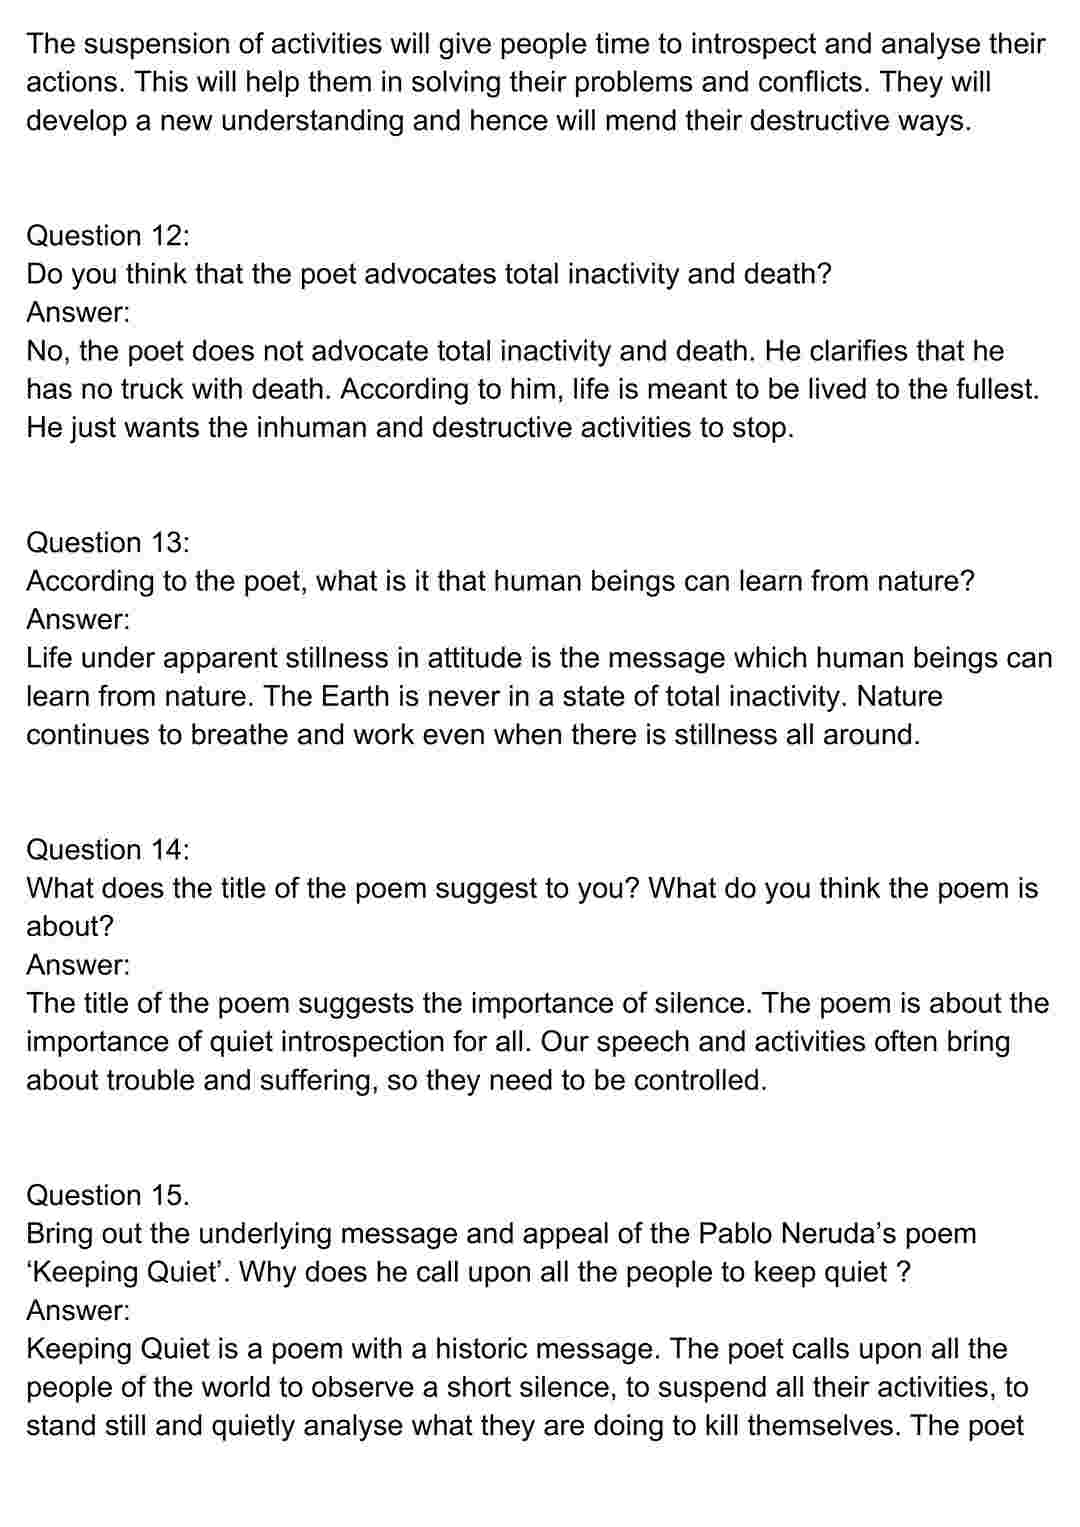 The suspension of activities will give people time to introspect and analyse their
actions. This will help them in solving their problems and conflicts. They will
develop a new understanding and hence will mend their destructive ways.
Question 12:
Do you think that the poet advocates total inactivity and death?
Answer:
No, the poet does not advocate total inactivity and death. He clarifies that he
has no truck with death. According to him, life is meant to be lived to the fullest.
He just wants the inhuman and destructive activities to stop.
Question 13:
According to the poet, what is it that human beings can learn from nature?
Answer:
Life under apparent stillness in attitude is the message which human beings can
learn from nature. The Earth is never in a state of total inactivity. Nature
continues to breathe and work even when there is stillness all around.
Question 14:
What does the title of the poem suggest to you? What do you think the poem is
about?
Answer:
The title of the poem suggests the importance of silence. The poem is about the
importance of quiet introspection for all. Our speech and activities often bring
about trouble and suffering, so they need to be controlled.
Question 15.
Bring out the underlying message and appeal of the Pablo Neruda’s poem
‘Keeping Quiet’. Why does he call upon all the people to keep quiet ?
Answer:
Keeping Quiet is a poem with a historic message. The poet calls upon all the
people of the world to observe a short silence, to suspend all their activities, to
stand still and quietly analyse what they are doing to kill themselves. The poet